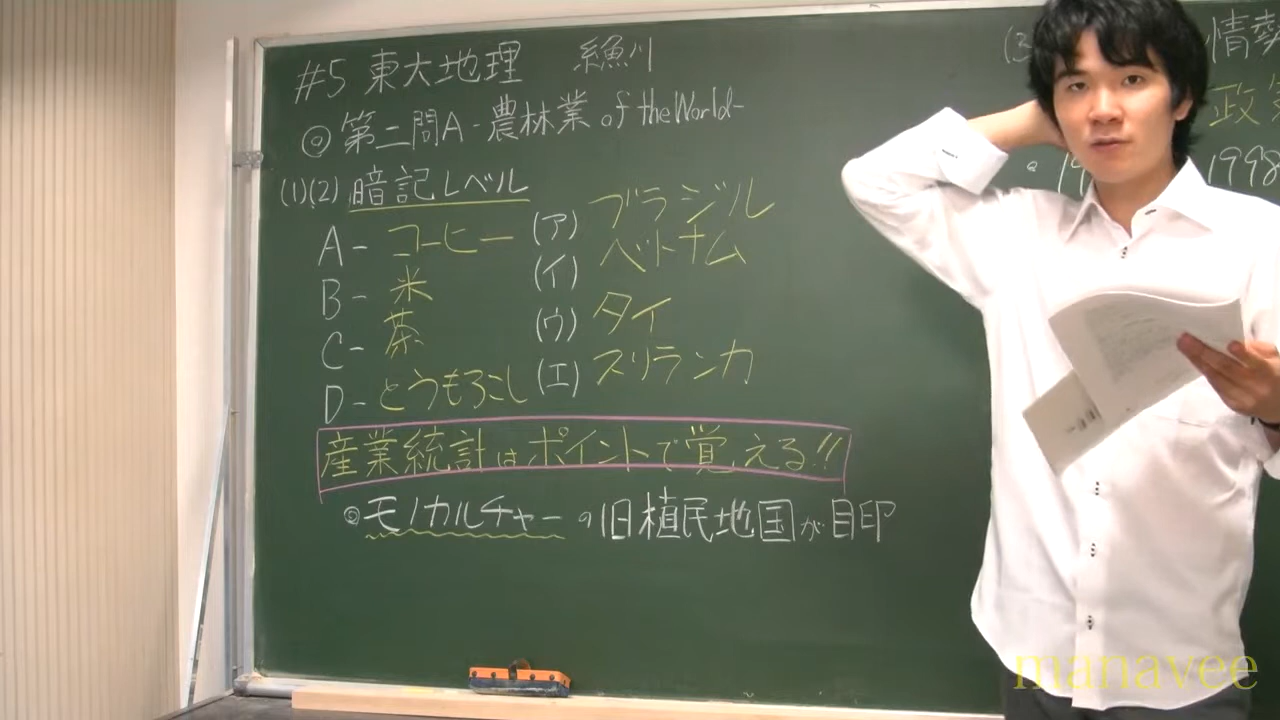 #5 東大地理 糸魚川
◎ 第二問A - 農林業 of the World-
(1)(2) 暗記レベル
A - コーヒー (ア) ブラジル
B - 米 (イ) ベトナム
C - 茶 (ウ) タイ
D - とうもろこし (エ) スリランカ
産業統計はポイントで覚える!!
◎モノカルチャーの旧植民地国が目印
(3
政
1998
manavee